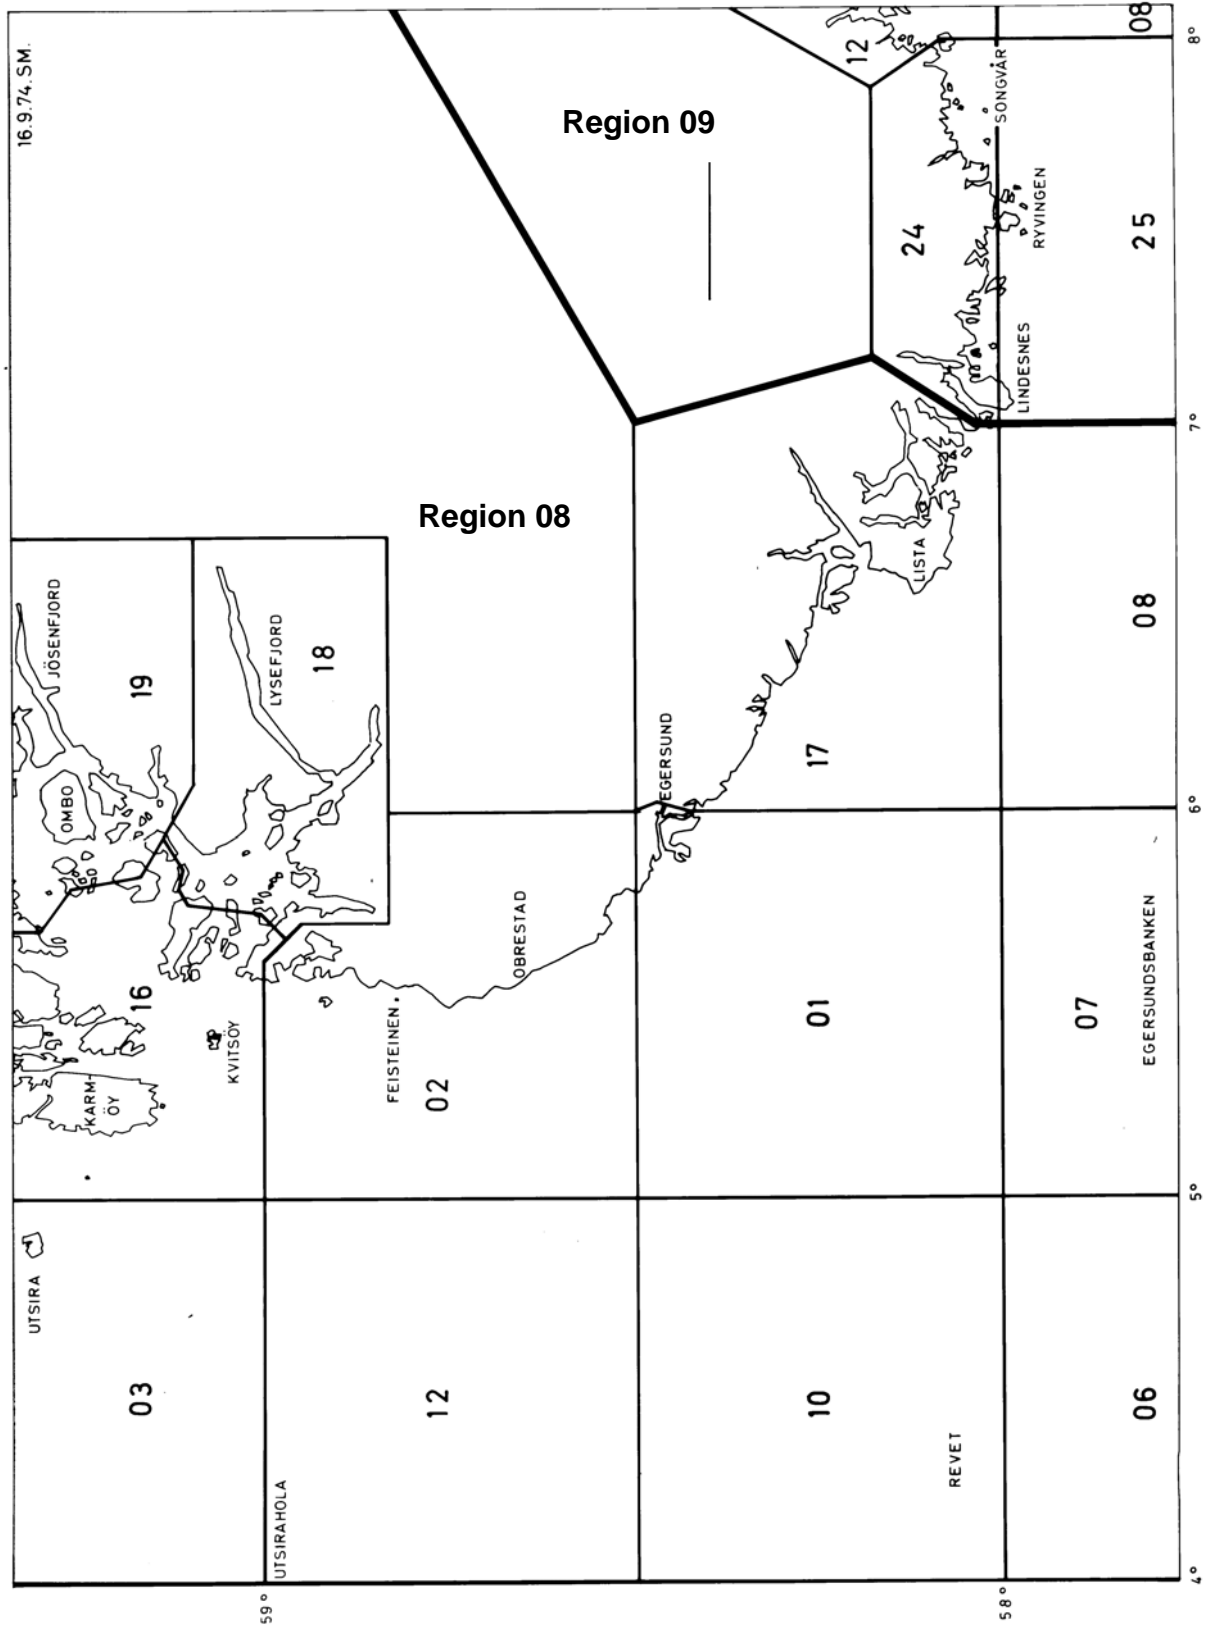 16.9.74. SM.
Region 09
Region 08
UTSIRA
03
KARM-
ÖY
16
OMBO
JÖSENFJORD
19
KVITSÖY
LYSEFJORD
18
59°
UTSIRAHOLA
12
FEISTEINEN.
02
OBRESTAD
EGERSUND
10
01
17
LISTA
12
24
REVET
58°
LINDESNES
RYVINGEN
SONGVÅR
06
07
EGERSUNDSBANKEN
08
25
08
4°
5°
6°
7°
8°